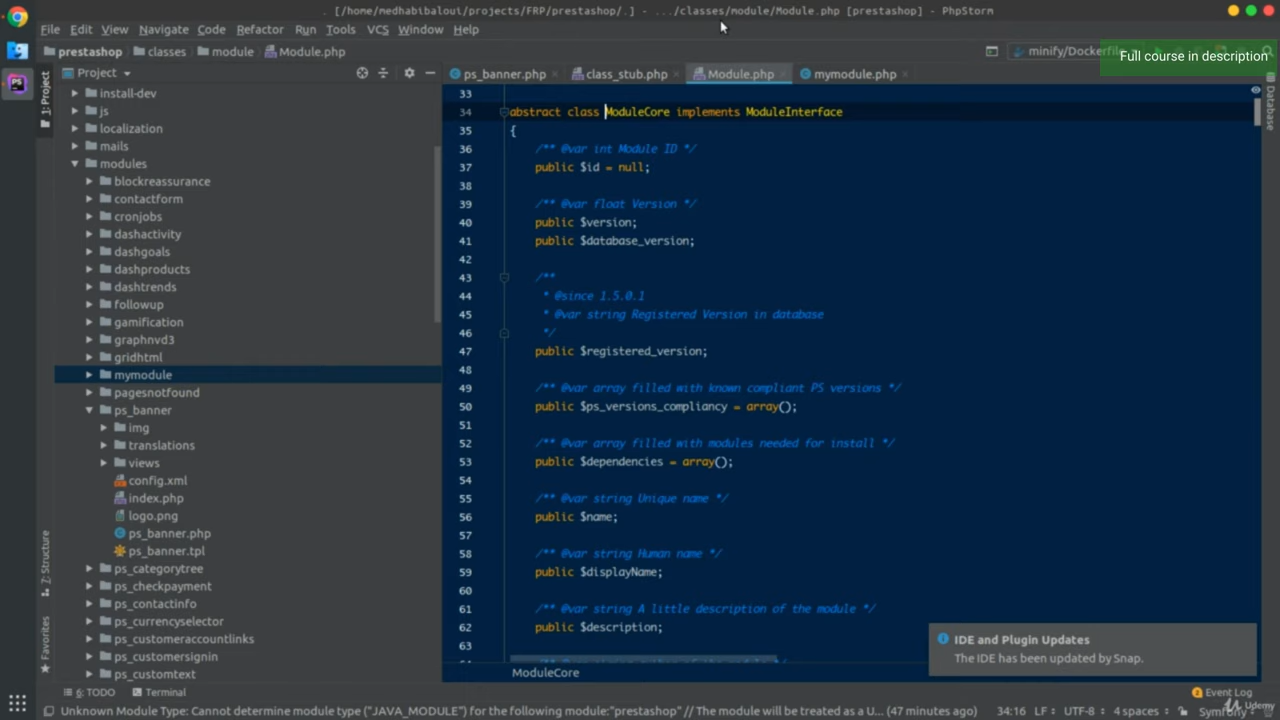 . [/home/medhabibaloui/projects/FRP/prestashop/.] - .../classes/module/Module.php [prestashop] - PhpStorm
File Edit View Navigate Code Refactor Run Tools VCS Window Help
prestashop classes module Module.php minify/Dockerfile
Full course in description
Project
ps_banner.php class_stub.php Module.php mymodule.php
1: Project
Database
install-dev
js
localization
mails
modules
blockreassurance
contactform
cronjobs
dashactivity
dashgoals
dashproducts
dashtrends
followup
gamification
graphnvd3
gridhtml
mymodule
pagesnotfound
ps_banner
img
translations
views
config.xml
index.php
logo.png
ps_banner.php
ps_banner.tpl
ps_categorytree
ps_checkpayment
ps_contactinfo
ps_currencyselector
ps_customeraccountlinks
ps_customersignin
ps_customtext
Z: Structure
Favorites
33
34 abstract class ModuleCore implements ModuleInterface
35 {
36 /** @var int Module ID */
37 public $id = null;
38
39 /** @var float Version */
40 public $version;
41 public $database_version;
42
43 /**
44 * @since 1.5.0.1
45 * @var string Registered Version in database
46 */
47 public $registered_version;
48
49 /** @var array filled with known compliant PS versions */
50 public $ps_versions_compliancy = array();
51
52 /** @var array filled with modules needed for install */
53 public $dependencies = array();
54
55 /** @var string Unique name */
56 public $name;
57
58 /** @var string Human name */
59 public $displayName;
60
61 /** @var string A little description of the module */
62 public $description;
63
ModuleCore
IDE and Plugin Updates
The IDE has been updated by Snap.
6: TODO Terminal
2 Event Log
Unknown Module Type: Cannot determine module type ("JAVA_MODULE") for the following module:"prestashop" // The module will be treated as a U... (47 minutes ago) 34:16 LF UTF-8 4 spaces
Udemy